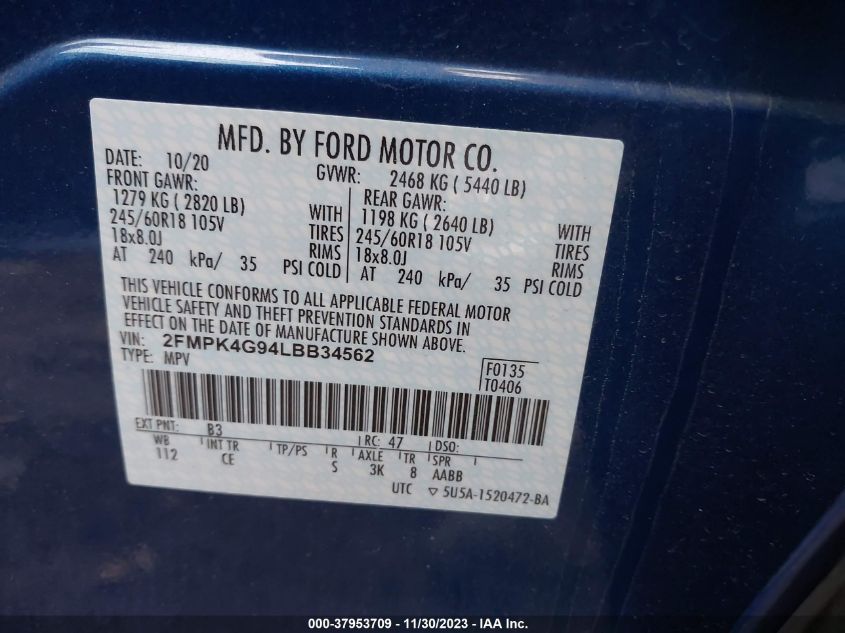 MFD. BY FORD MOTOR CO.
DATE: 10/20 GVWR: 2468 KG ( 5440 LB)
FRONT GAWR: REAR GAWR:
1279 KG ( 2820 LB) WITH 1198 KG ( 2640 LB) WITH
245/60R18 105V TIRES 245/60R18 105V TIRES
18x8.0J RIMS 18x8.0J RIMS
AT 240 kPa/ 35 PSI COLD AT 240 kPa/ 35 PSI COLD
THIS VEHICLE CONFORMS TO ALL APPLICABLE FEDERAL MOTOR
VEHICLE SAFETY AND THEFT PREVENTION STANDARDS IN
EFFECT ON THE DATE OF MANUFACTURE SHOWN ABOVE.
VIN: 2FMPK4G94LBB34562
TYPE: MPV
F0135
T0406
EXT PNT: B3 RC: 47 DSO:
WB INT TR TP/PS R AXLE TR SPR
112 CE S 3K 8 AABB
UTC ▽ 5U5A-1520472-BA
000-37953709 - 11/30/2023 - IAA Inc.